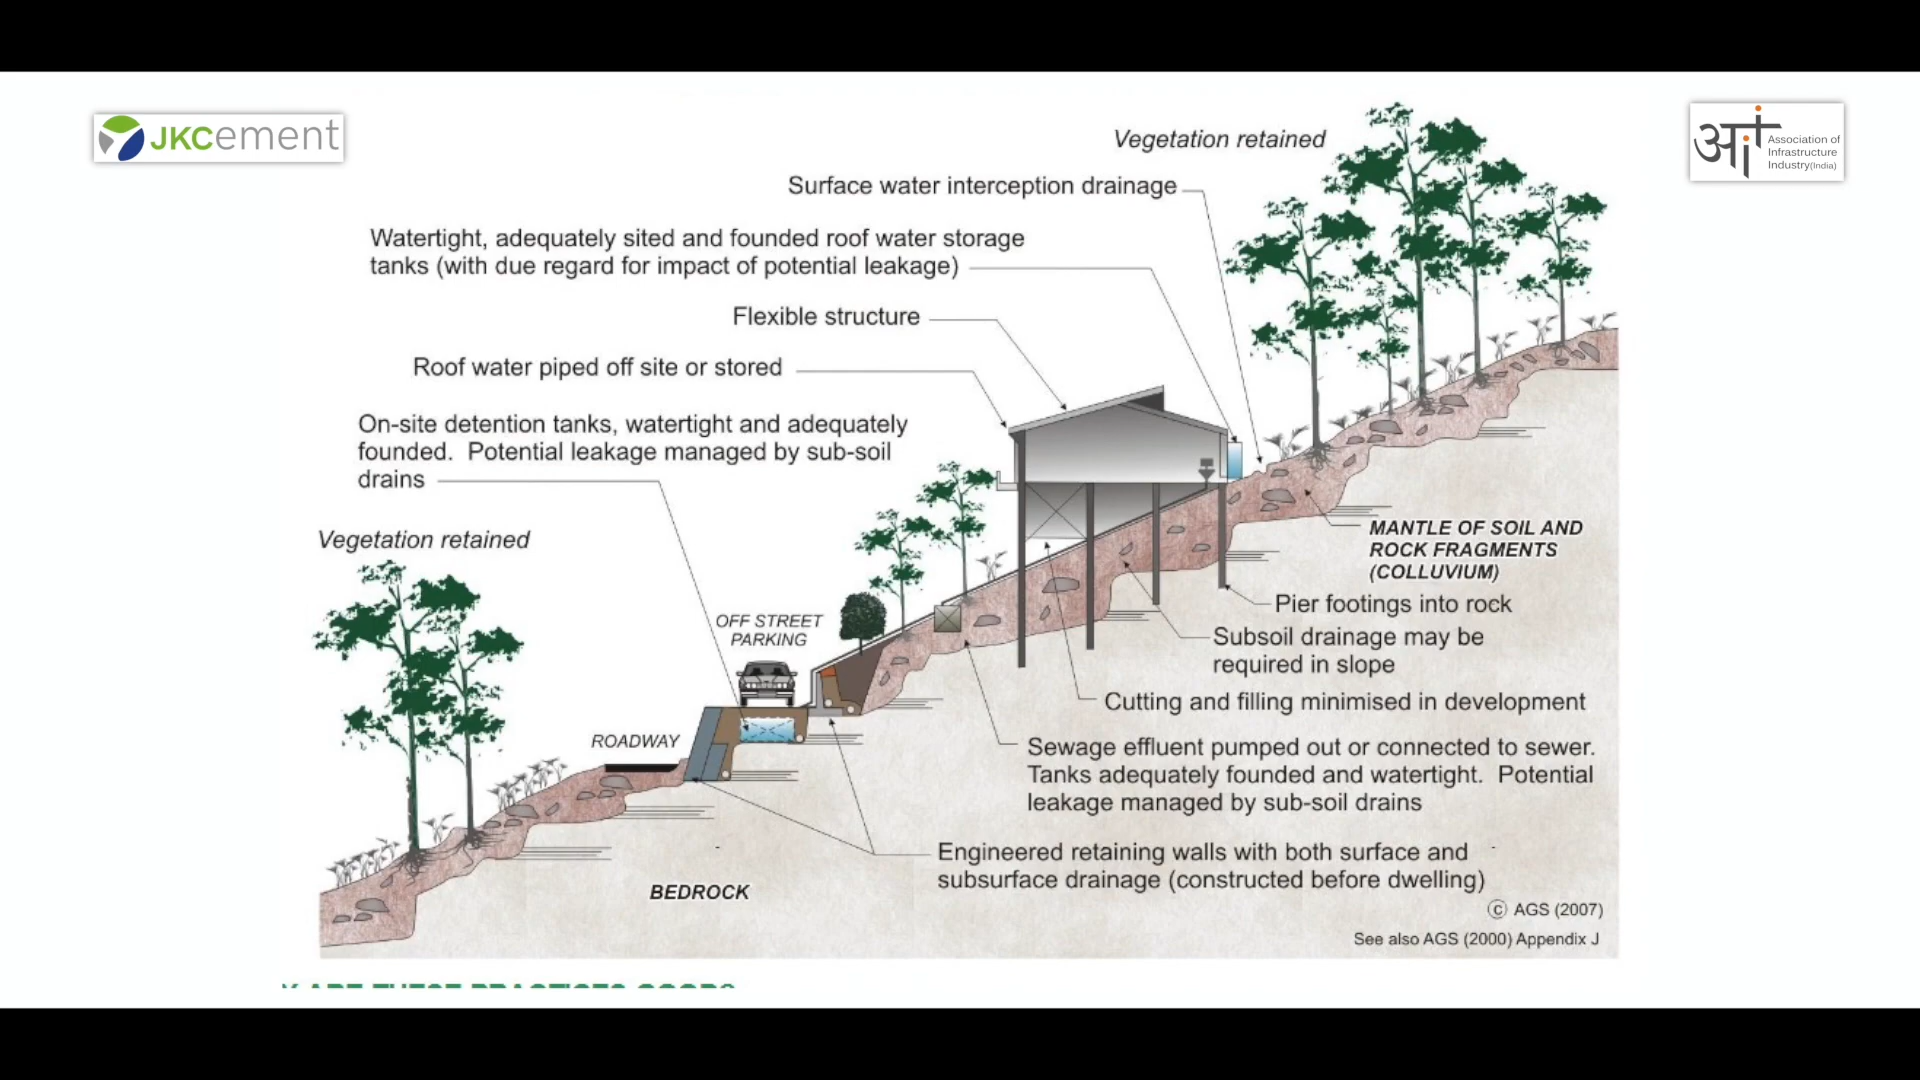 JKCement
Association of
Infrastructure
Industry(India)
Vegetation retained
Surface water interception drainage
Watertight, adequately sited and founded roof water storage
tanks (with due regard for impact of potential leakage)
Flexible structure
Roof water piped off site or stored
On-site detention tanks, watertight and adequately
founded. Potential leakage managed by sub-soil
drains
Vegetation retained
MANTLE OF SOIL AND
ROCK FRAGMENTS
(COLLUVIUM)
Pier footings into rock
OFF STREET
PARKING
Subsoil drainage may be
required in slope
Cutting and filling minimised in development
ROADWAY
Sewage effluent pumped out or connected to sewer.
Tanks adequately founded and watertight. Potential
leakage managed by sub-soil drains
Engineered retaining walls with both surface and
subsurface drainage (constructed before dwelling)
BEDROCK
© AGS (2007)
See also AGS (2000) Appendix J